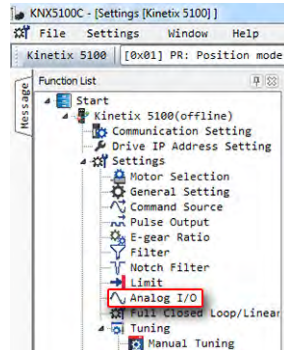 KNX5100C - [Settings [Kinetix 5100] ]
File Settings Window Help
Kinetix 5100 [0x01] PR: Position mode
Message
Function List
Start
Kinetix 5100(offline)
Communication Setting
Drive IP Address Setting
Settings
Motor Selection
General Setting
Command Source
Pulse Output
E-gear Ratio
Filter
Notch Filter
Limit
Analog I/O
Full Closed Loop/Linear
Tuning
Manual Tuning